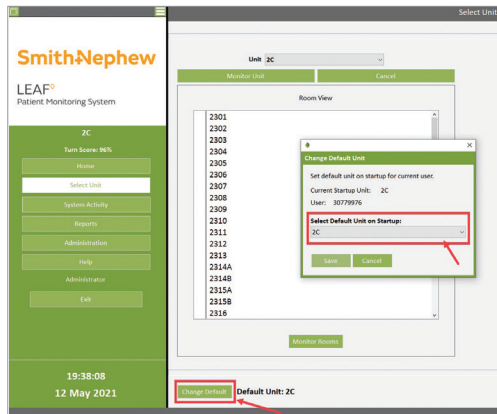 Select Unit
Smith+Nephew
LEAF
Patient Monitoring System
2C
Turn Score: 96%
Home
Select Unit
System Activity
Reports
Administration
Help
Administrator
Exit
19:38:08
12 May 2021
Unit 2C
Monitor Unit Cancel
Room View
2301
2302
2303
2304
2305
2306
2307
2308
2309
2310
2311
2312
2313
2314A
2314B
2315A
2315B
2316
Monitor Rooms
Change Default Unit
Set default unit on startup for current user.
Current Startup Unit: 2C
User: 30779976
Select Default Unit on Startup:
2C
Save Cancel
Change Default Default Unit: 2C